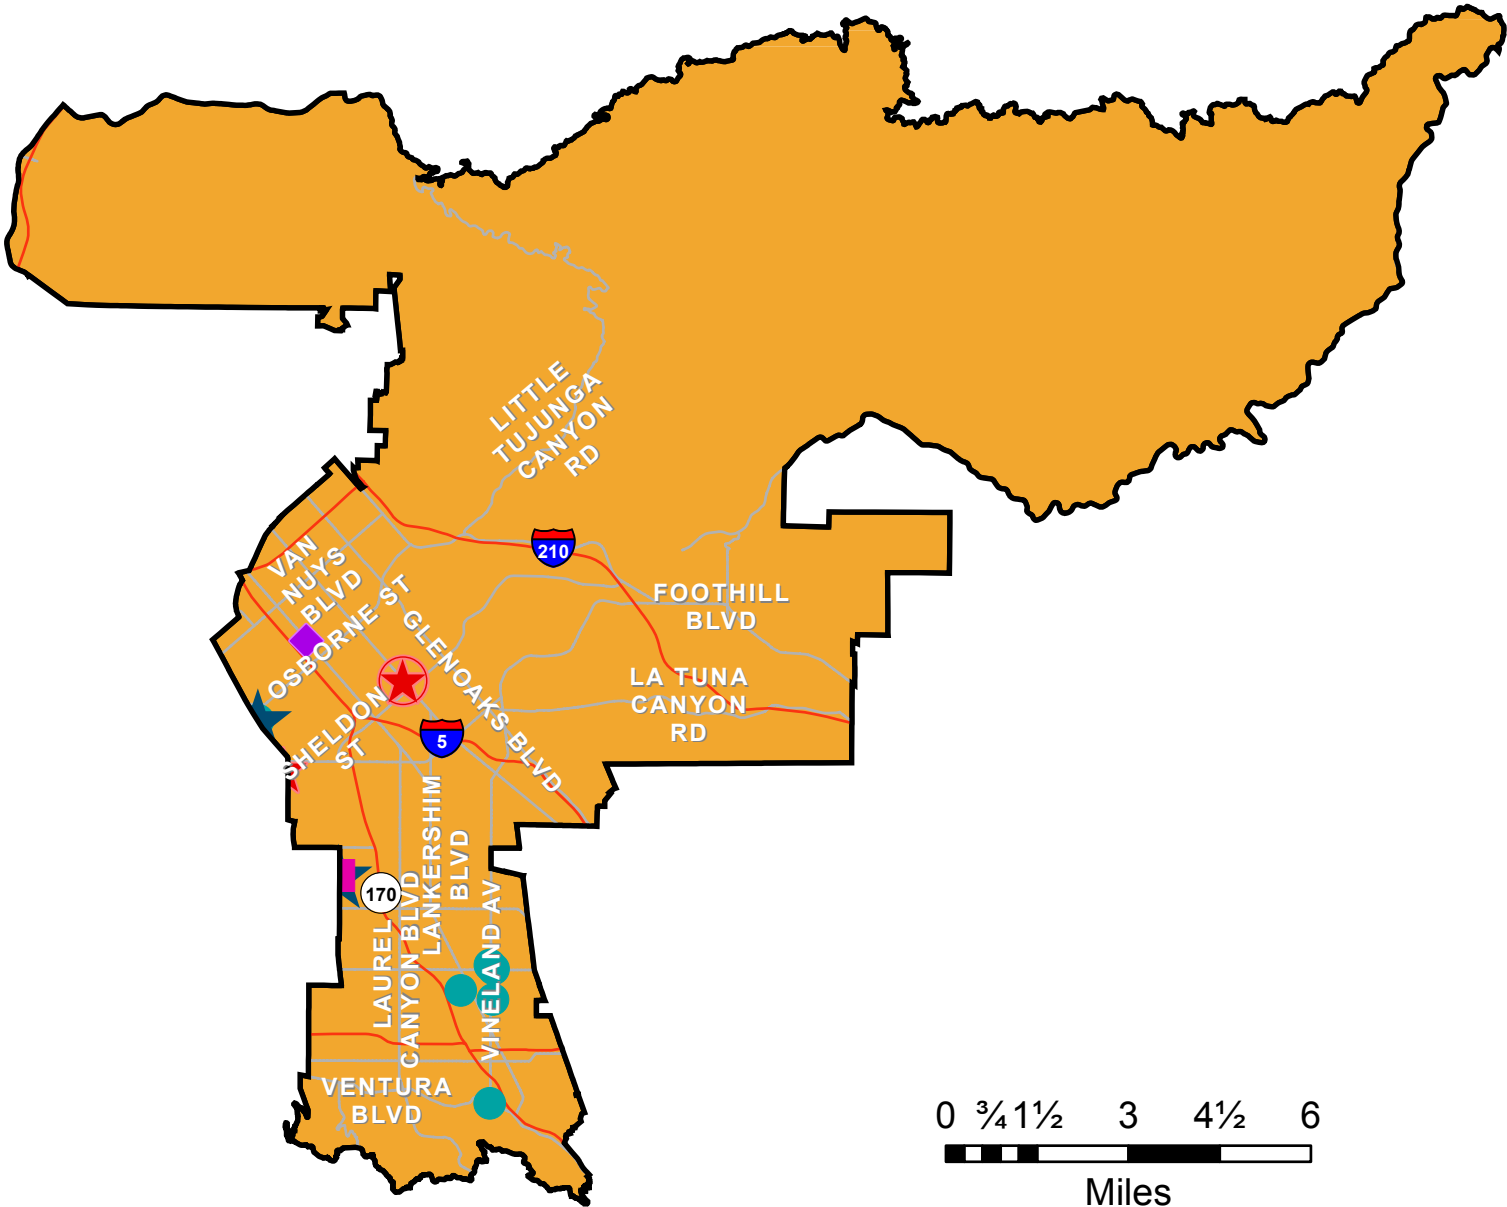 LITTLE
TUJUNGA
CANYON
RD
210
VAN
NUYS
BLVD
OSBORNE ST
FOOTHILL
BLVD
GLENOAKS BLVD
LA TUNA
CANYON
RD
SHELDON
ST
5
LANKERSHIM
BLVD
170
LAUREL
CANYON BLVD
VINELAND AV
VENTURA
BLVD
0 ¾ 1½ 3 4½ 6
Miles